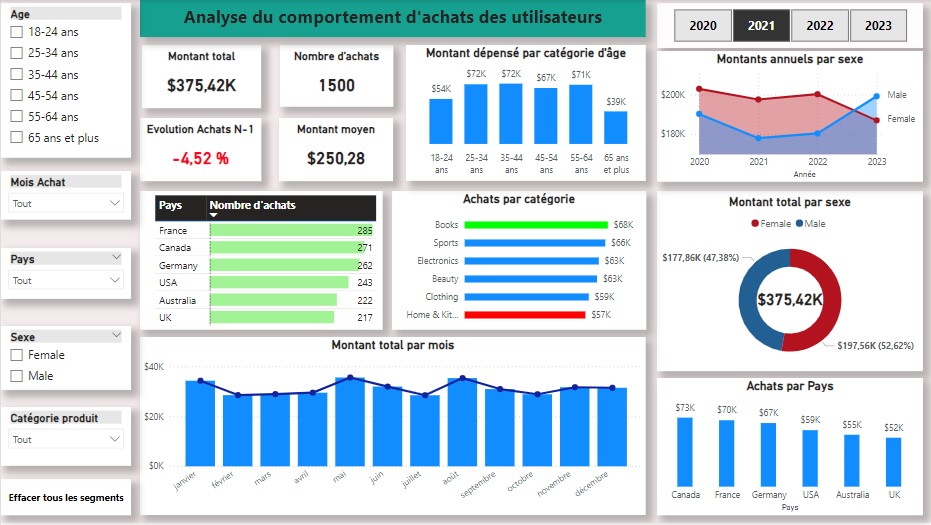 Analyse du comportement d'achats des utilisateurs
Age
18-24 ans
25-34 ans
35-44 ans
45-54 ans
55-64 ans
65 ans et plus
Mois Achat
Tout
Pays
Tout
Sexe
Female
Male
Catégorie produit
Tout
Effacer tous les segments
Montant total
$375,42K
Nombre d'achats
1500
Evolution Achats N-1
-4,52 %
Montant moyen
$250,28
Montant dépensé par catégorie d'âge
$54K $72K $72K $67K $71K $39K
18-24 ans 25-34 ans 35-44 ans 45-54 ans 55-64 ans 65 ans et plus
2020 2021 2022 2023
Montants annuels par sexe
$200K
$180K
Male
Female
2020 2021 2022 2023
Année
Pays Nombre d'achats
France 285
Canada 271
Germany 262
USA 243
Australia 222
UK 217
Achats par catégorie
Books $68K
Sports $66K
Electronics $63K
Beauty $63K
Clothing $59K
Home & Kit... $57K
Montant total par sexe
Female Male
$177,86K (47,38%)
$375,42K
$197,56K (52,62%)
Montant total par mois
$40K
$20K
$0K
janvier février mars avril mai juin juillet août septembre octobre novembre décembre
Achats par Pays
$73K $70K $67K $59K $55K $52K
Canada France Germany USA Australia UK
Pays